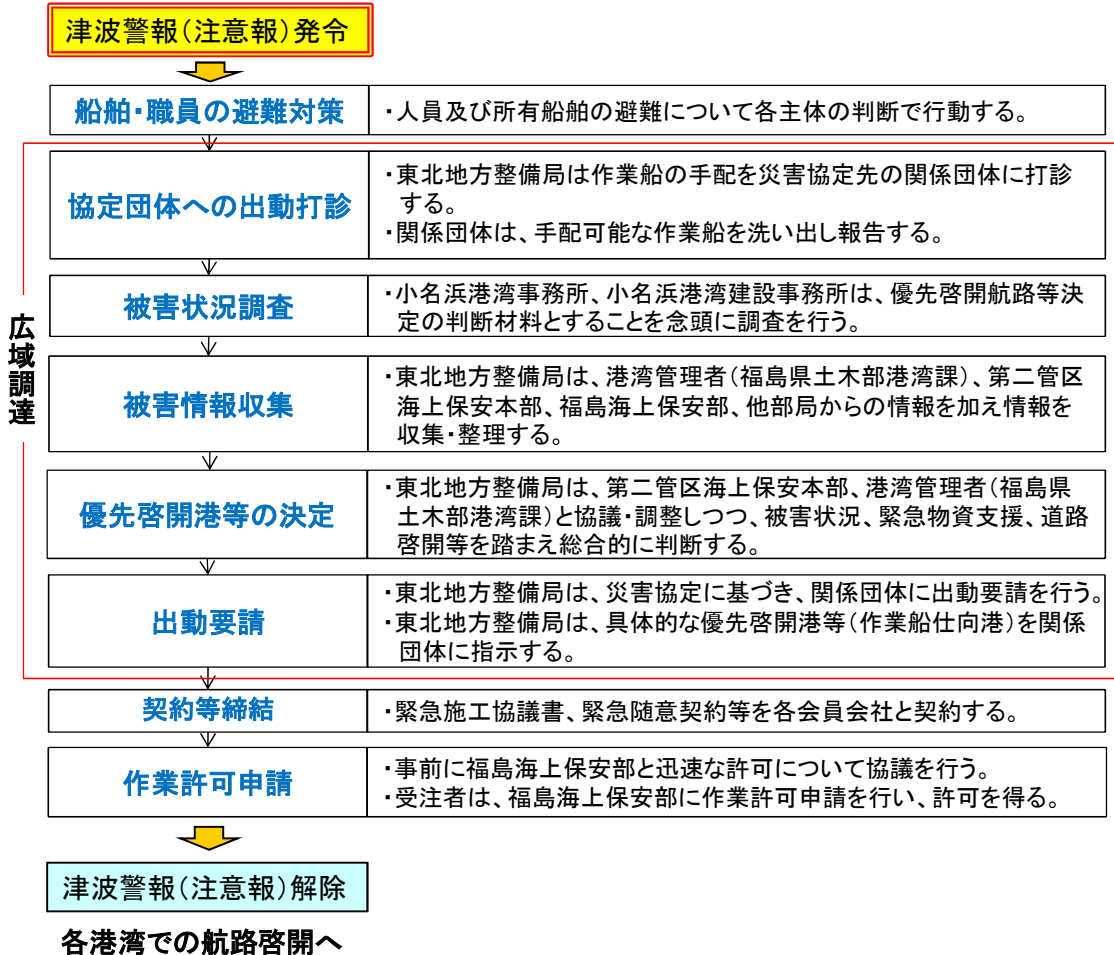 津波警報(注意報)発令
船舶・職員の避難対策
・人員及び所有船舶の避難について各主体の判断で行動する。
広域調達
協定団体への出動打診
・東北地方整備局は作業船の手配を災害協定先の関係団体に打診
する。
・関係団体は、手配可能な作業船を洗い出し報告する。
被害状況調査
・小名浜港湾事務所、小名浜港湾建設事務所は、優先啓開航路等決
定の判断材料とすることを念頭に調査を行う。
被害情報収集
・東北地方整備局は、港湾管理者(福島県土木部港湾課)、第二管区
海上保安本部、福島海上保安部、他部局からの情報を加え情報を
収集・整理する。
優先啓開港等の決定
・東北地方整備局は、第二管区海上保安本部、港湾管理者(福島県
土木部港湾課)と協議・調整しつつ、被害状況、緊急物資支援、道路
啓開等を踏まえ総合的に判断する。
出動要請
・東北地方整備局は、災害協定に基づき、関係団体に出動要請を行う。
・東北地方整備局は、具体的な優先啓開港等(作業船仕向港)を関係
団体に指示する。
契約等締結
・緊急施工協議書、緊急随意契約等を各会員会社と契約する。
作業許可申請
・事前に福島海上保安部と迅速な許可について協議を行う。
・受注者は、福島海上保安部に作業許可申請を行い、許可を得る。
津波警報(注意報)解除
各港湾での航路啓開へ